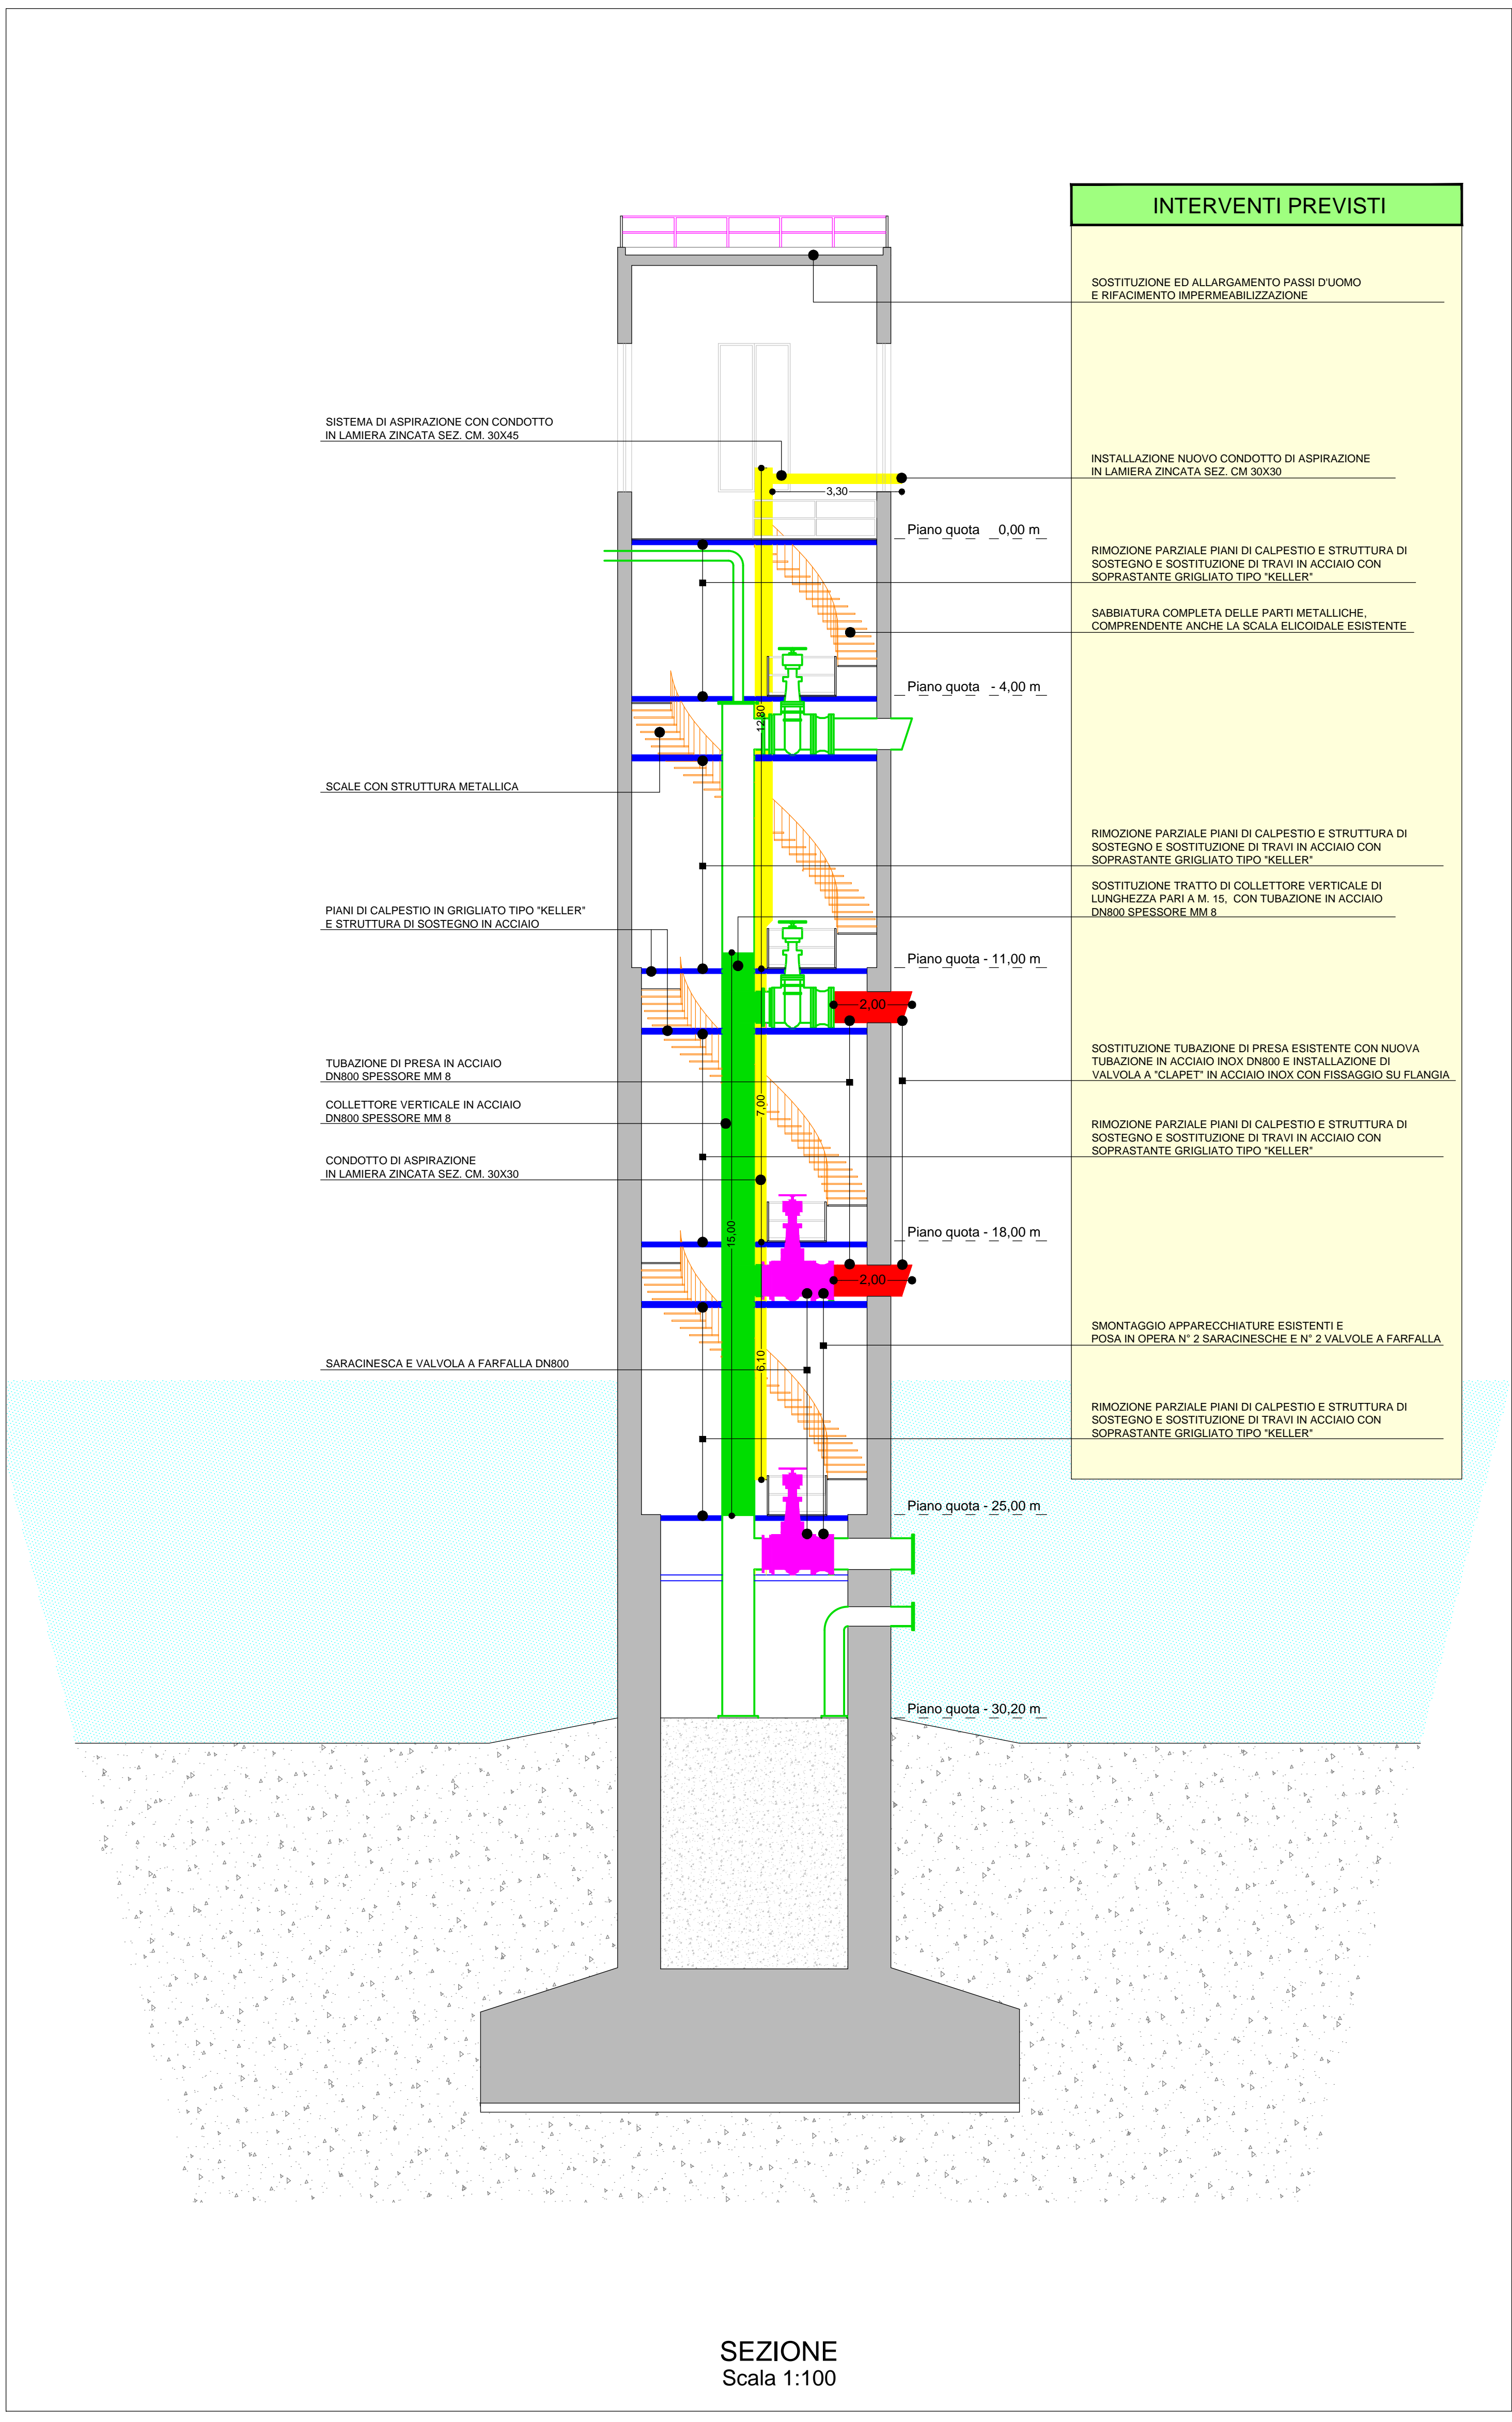 INTERVENTI PREVISTI
SOSTITUZIONE ED ALLARGAMENTO PASSI D'UOMO
E RIFACIMENTO IMPERMEABILIZZAZIONE
SISTEMA DI ASPIRAZIONE CON CONDOTTO
IN LAMIERA ZINCATA SEZ. CM. 30X45
INSTALLAZIONE NUOVO CONDOTTO DI ASPIRAZIONE
IN LAMIERA ZINCATA SEZ. CM 30X30
3,30
Piano quota 0,00 m
RIMOZIONE PARZIALE PIANI DI CALPESTIO E STRUTTURA DI
SOSTEGNO E SOSTITUZIONE DI TRAVI IN ACCIAIO CON
SOPRASTANTE GRIGLIATO TIPO "KELLER"
SABBIATURA COMPLETA DELLE PARTI METALLICHE,
COMPRENDENTE ANCHE LA SCALA ELICOIDALE ESISTENTE
Piano quota - 4,00 m
12,80
SCALE CON STRUTTURA METALLICA
RIMOZIONE PARZIALE PIANI DI CALPESTIO E STRUTTURA DI
SOSTEGNO E SOSTITUZIONE DI TRAVI IN ACCIAIO CON
SOPRASTANTE GRIGLIATO TIPO "KELLER"
SOSTITUZIONE TRATTO DI COLLETTORE VERTICALE DI
LUNGHEZZA PARI A M. 15, CON TUBAZIONE IN ACCIAIO
DN800 SPESSORE MM 8
PIANI DI CALPESTIO IN GRIGLIATO TIPO "KELLER"
E STRUTTURA DI SOSTEGNO IN ACCIAIO
Piano quota - 11,00 m
2,00
SOSTITUZIONE TUBAZIONE DI PRESA ESISTENTE CON NUOVA
TUBAZIONE IN ACCIAIO INOX DN800 E INSTALLAZIONE DI
VALVOLA A "CLAPET" IN ACCIAIO INOX CON FISSAGGIO SU FLANGIA
TUBAZIONE DI PRESA IN ACCIAIO
DN800 SPESSORE MM 8
COLLETTORE VERTICALE IN ACCIAIO
DN800 SPESSORE MM 8
7,00
RIMOZIONE PARZIALE PIANI DI CALPESTIO E STRUTTURA DI
SOSTEGNO E SOSTITUZIONE DI TRAVI IN ACCIAIO CON
SOPRASTANTE GRIGLIATO TIPO "KELLER"
CONDOTTO DI ASPIRAZIONE
IN LAMIERA ZINCATA SEZ. CM. 30X30
15,00
Piano quota - 18,00 m
2,00
SMONTAGGIO APPARECCHIATURE ESISTENTI E
POSA IN OPERA N° 2 SARACINESCHE E N° 2 VALVOLE A FARFALLA
6,10
SARACINESCA E VALVOLA A FARFALLA DN800
RIMOZIONE PARZIALE PIANI DI CALPESTIO E STRUTTURA DI
SOSTEGNO E SOSTITUZIONE DI TRAVI IN ACCIAIO CON
SOPRASTANTE GRIGLIATO TIPO "KELLER"
Piano quota - 25,00 m
Piano quota - 30,20 m
SEZIONE
Scala 1:100